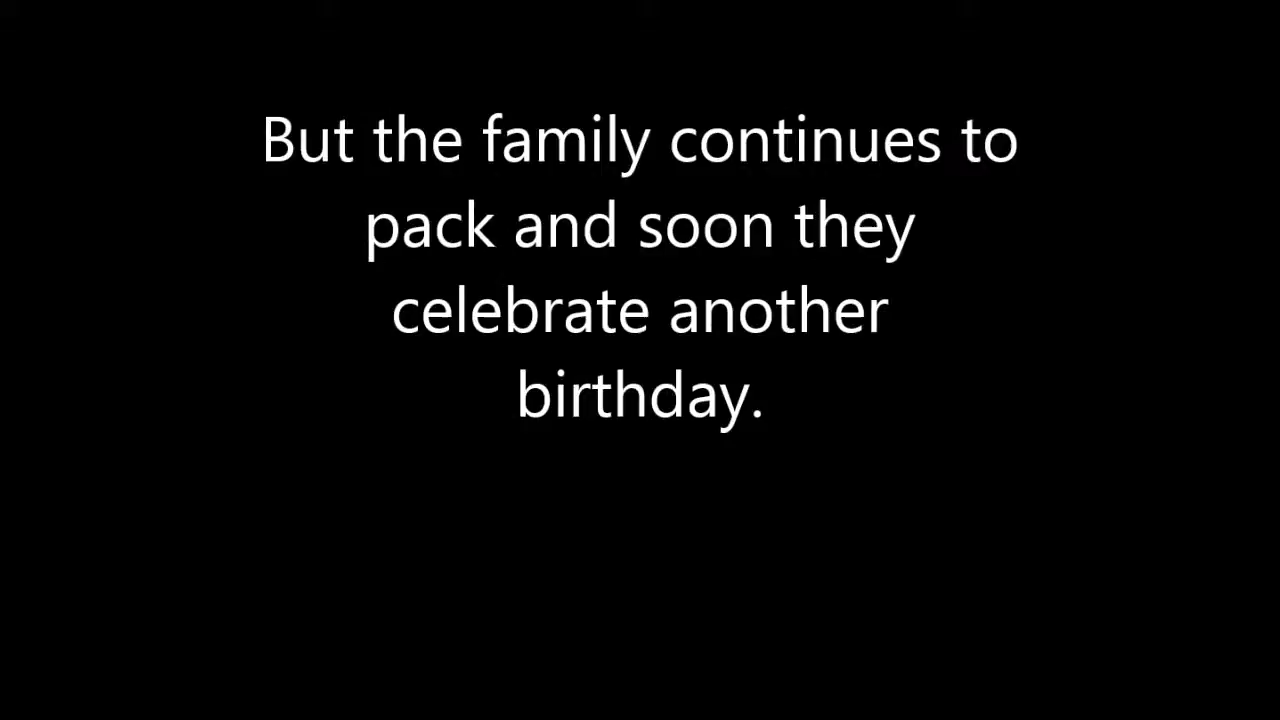 But the family continues to
pack and soon they
celebrate another
birthday.